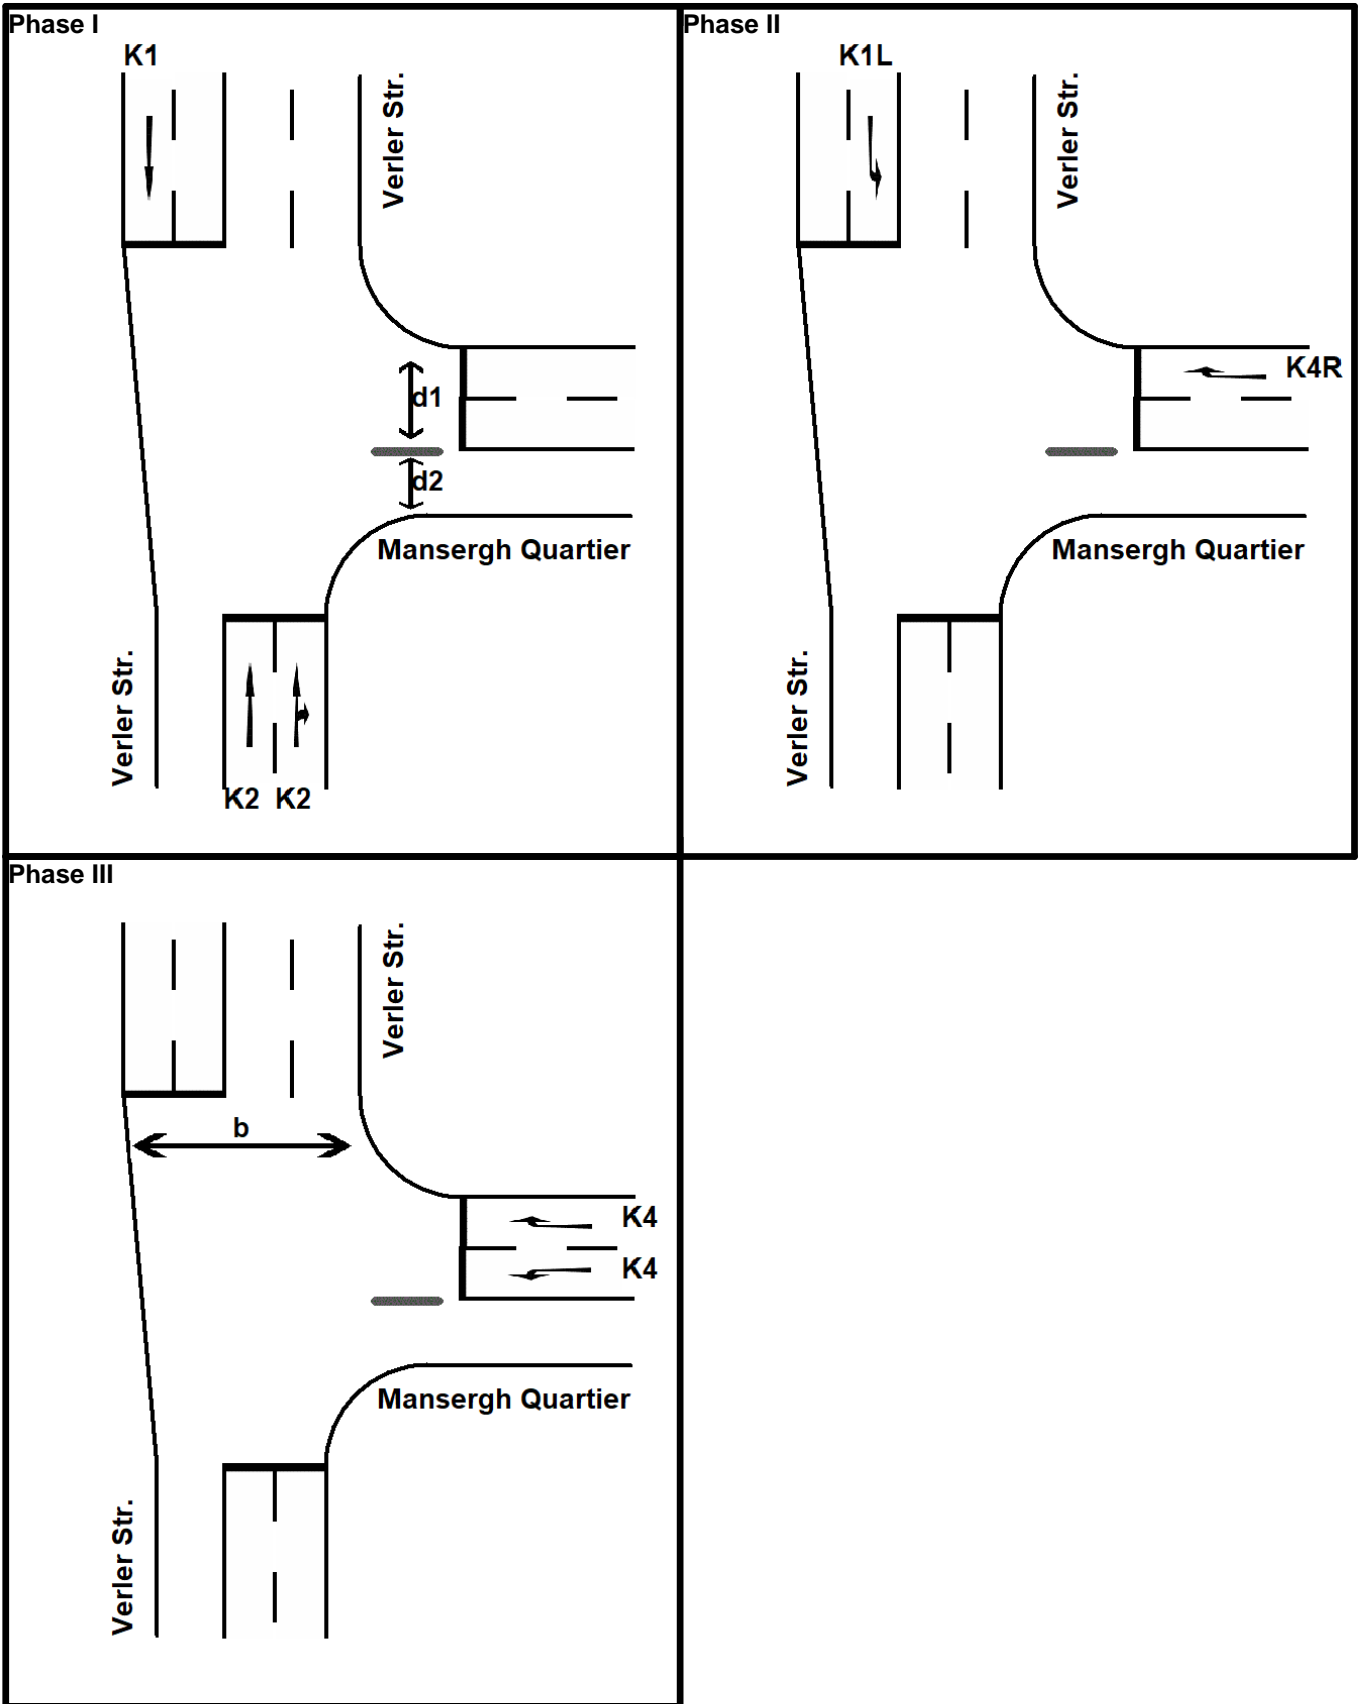 Phase I
K1
Verler Str.
d1
d2
Mansergh Quartier
Verler Str.
K2 K2
Phase II
K1L
Verler Str.
K4R
Mansergh Quartier
Verler Str.
Phase III
Verler Str.
b
K4
K4
Mansergh Quartier
Verler Str.